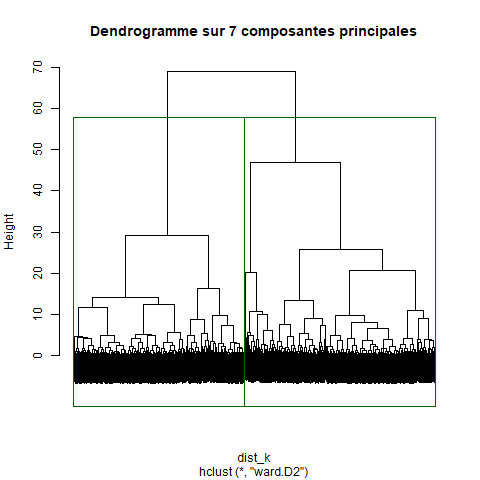 Dendrogramme sur 7 composantes principales
70
60
50
40
30
20
10
0
Height
dist_k
hclust (*, "ward.D2")